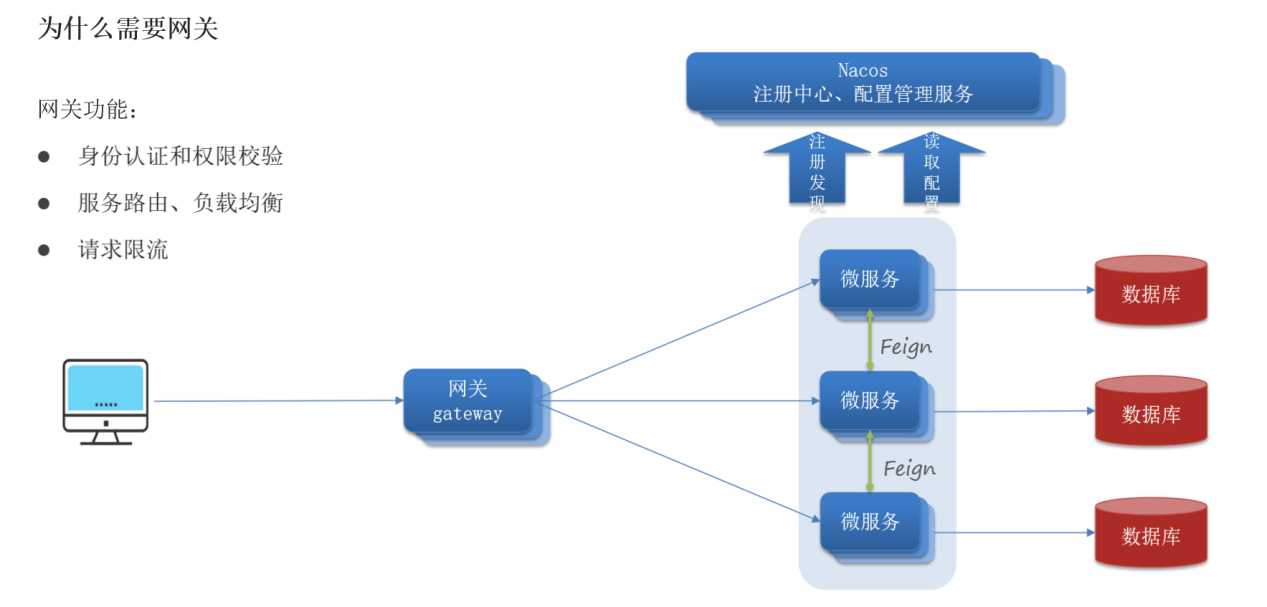 为什么需要网关
网关功能：
身份认证和权限校验
服务路由、负载均衡
请求限流
Nacos
注册中心、配置管理服务
注册发现
读取配置
微服务
数据库
Feign
网关
gateway
微服务
数据库
Feign
微服务
数据库